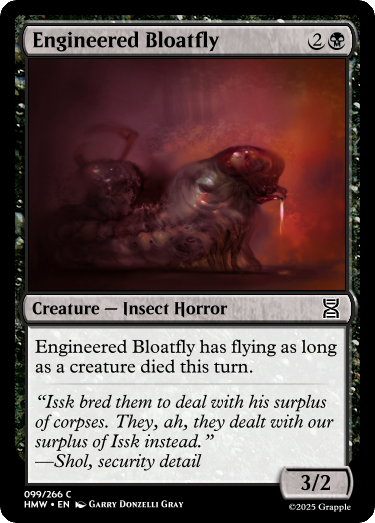 Engineered Bloatfly 2
Creature — Insect Horror
Engineered Bloatfly has flying as long
as a creature died this turn.
“Issk bred them to deal with his surplus
of corpses. They, ah, they dealt with our
surplus of Issk instead.”
—Shol, security detail
3/2
099/266 C
HMW • EN Garry Donzelli Gray
©2025 Grapple